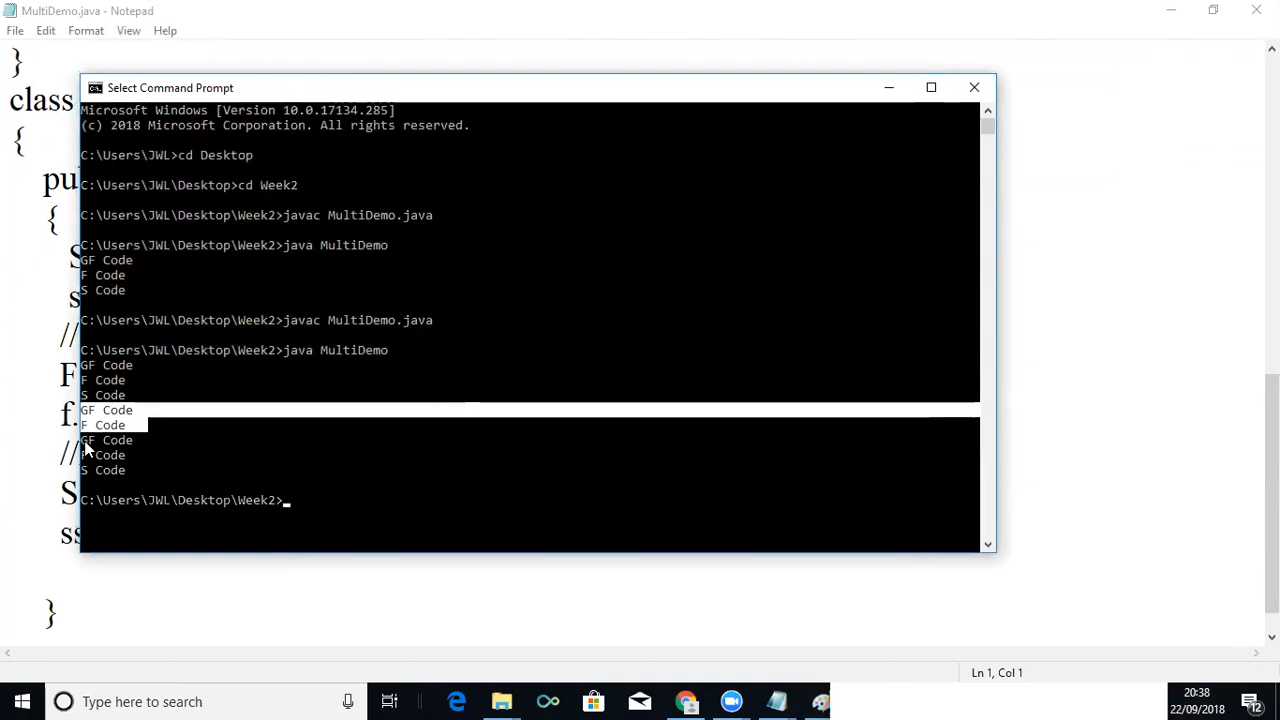 MultiDemo.java - Notepad
File Edit Format View Help
}
class
{
pu
{
S
s
//
F
f.
//
S
ss
}
Select Command Prompt
Microsoft Windows [Version 10.0.17134.285]
(c) 2018 Microsoft Corporation. All rights reserved.
C:\Users\JWL>cd Desktop
C:\Users\JWL\Desktop>cd Week2
C:\Users\JWL\Desktop\Week2>javac MultiDemo.java
C:\Users\JWL\Desktop\Week2>java MultiDemo
GF Code
F Code
S Code
C:\Users\JWL\Desktop\Week2>javac MultiDemo.java
C:\Users\JWL\Desktop\Week2>java MultiDemo
GF Code
F Code
S Code
GF Code
F Code
GF Code
F Code
S Code
C:\Users\JWL\Desktop\Week2>
Ln 1, Col 1
Type here to search
20:38
22/09/2018
12